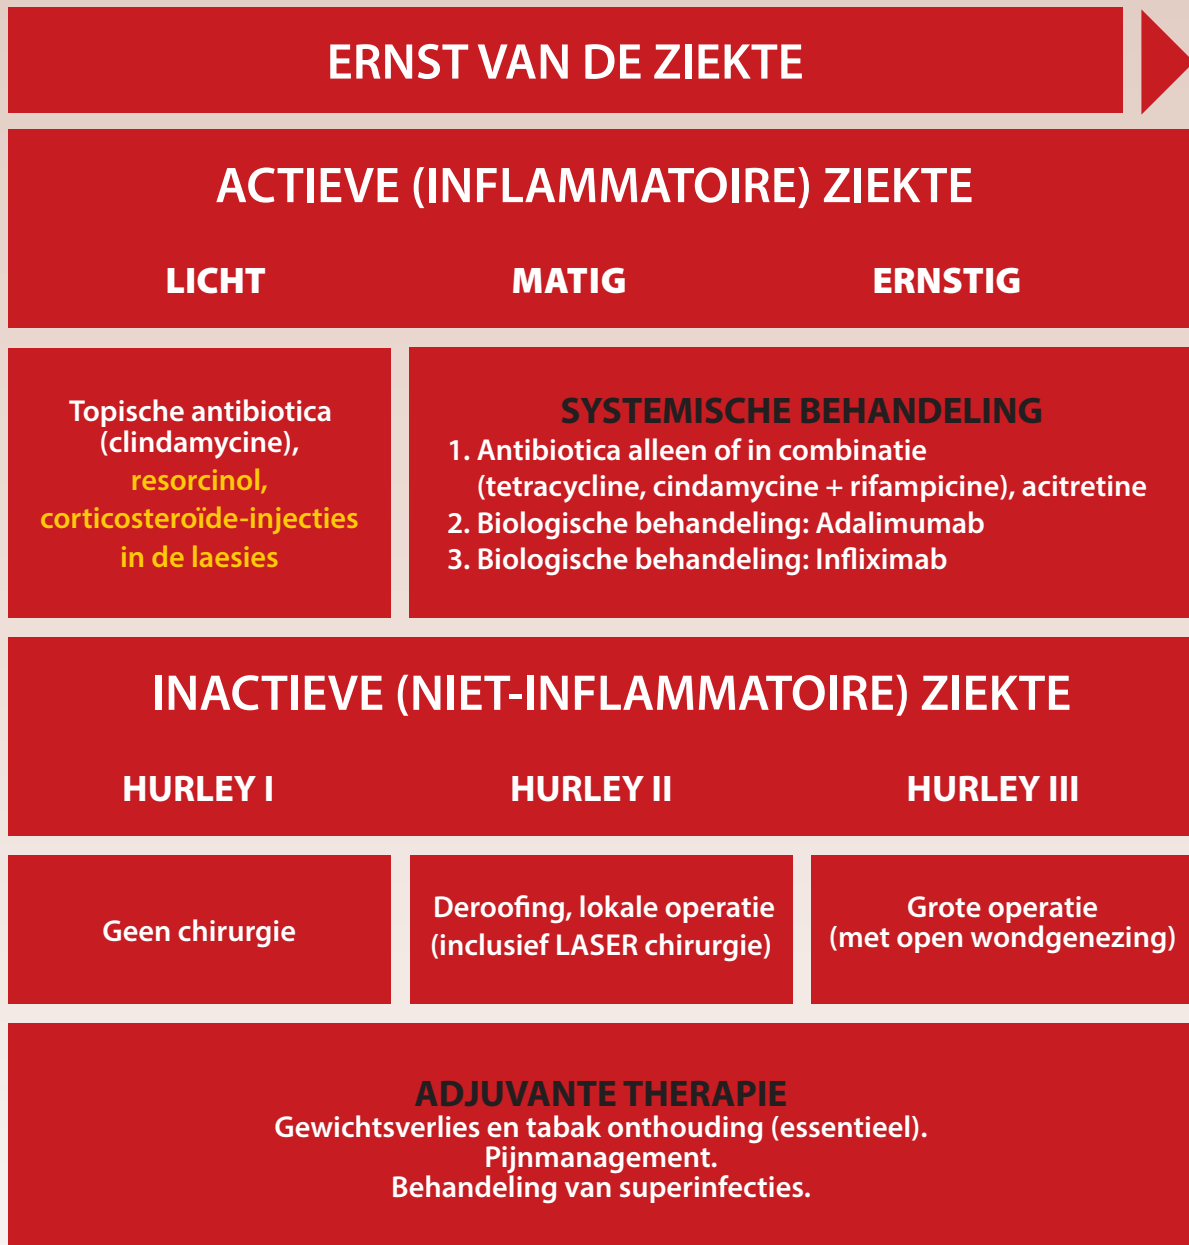 ERNST VAN DE ZIEKTE
ACTIEVE (INFLAMMATOIRE) ZIEKTE
LICHT MATIG ERNSTIG
Topische antibiotica
(clindamycine),
resorcinol,
corticosteroïde-injecties
in de laesies
SYSTEMISCHE BEHANDELING
1. Antibiotica alleen of in combinatie
(tetracycline, cindamycine + rifampicine), acitretine
2. Biologische behandeling: Adalimumab
3. Biologische behandeling: Infliximab
INACTIEVE (NIET-INFLAMMATOIRE) ZIEKTE
HURLEY I HURLEY II HURLEY III
Geen chirurgie
Deroofing, lokale operatie
(inclusief LASER chirurgie)
Grote operatie
(met open wondgenezing)
ADJUVANTE THERAPIE
Gewichtsverlies en tabak onthouding (essentieel).
Pijnmanagement.
Behandeling van superinfecties.